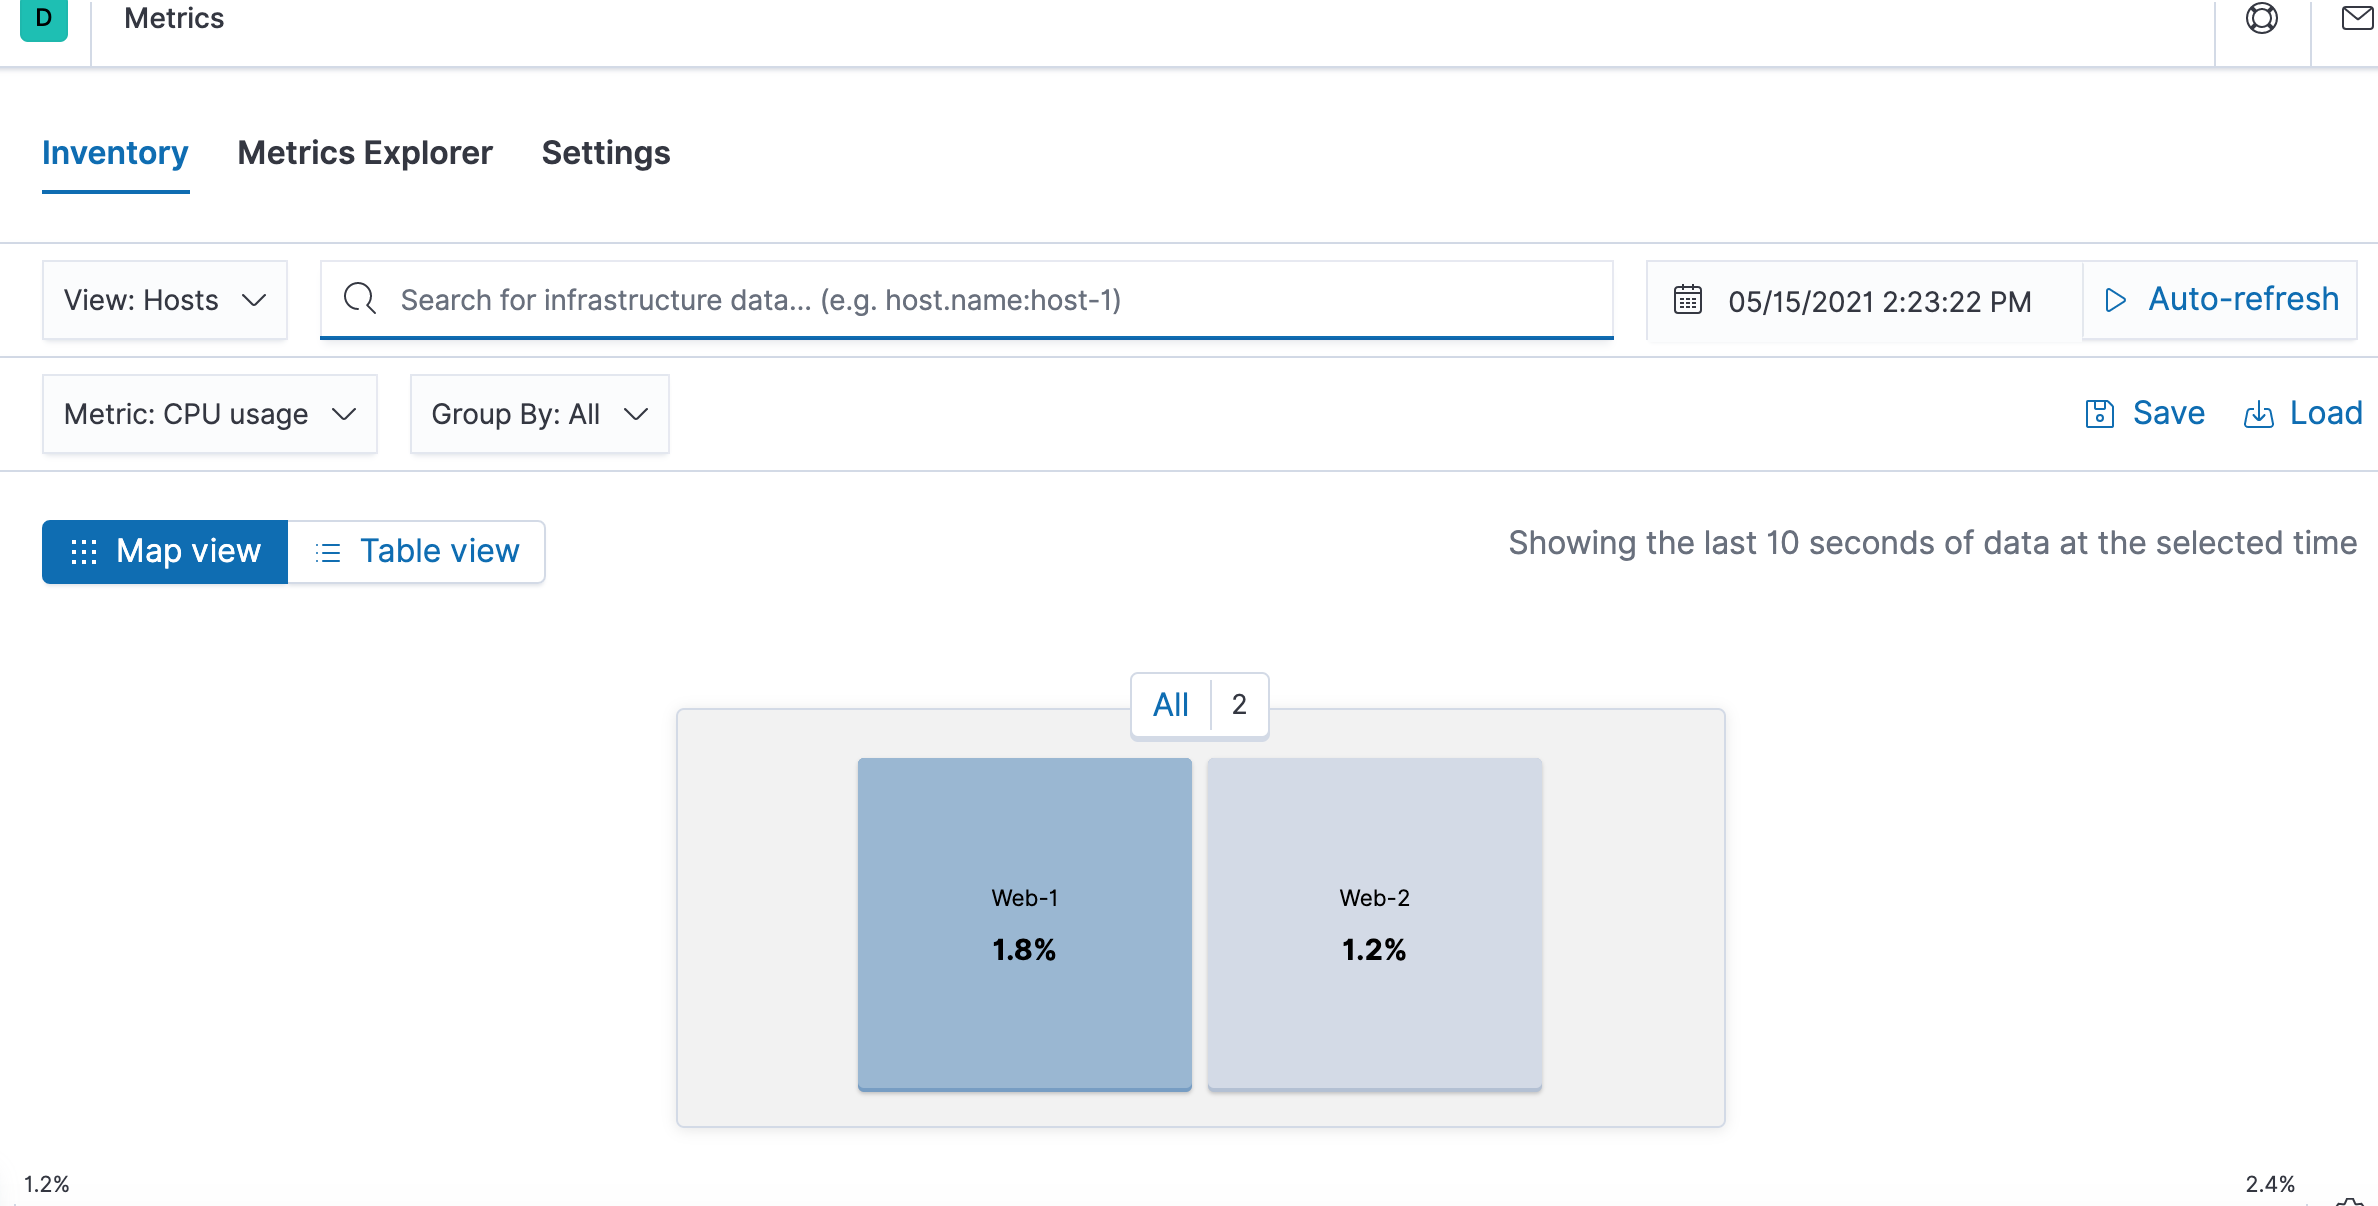 D Metrics
Inventory Metrics Explorer Settings
View: Hosts Search for infrastructure data... (e.g. host.name:host-1) 05/15/2021 2:23:22 PM Auto-refresh
Metric: CPU usage Group By: All Save Load
Map view Table view Showing the last 10 seconds of data at the selected time
All 2
Web-1 Web-2
1.8% 1.2%
1.2% 2.4%